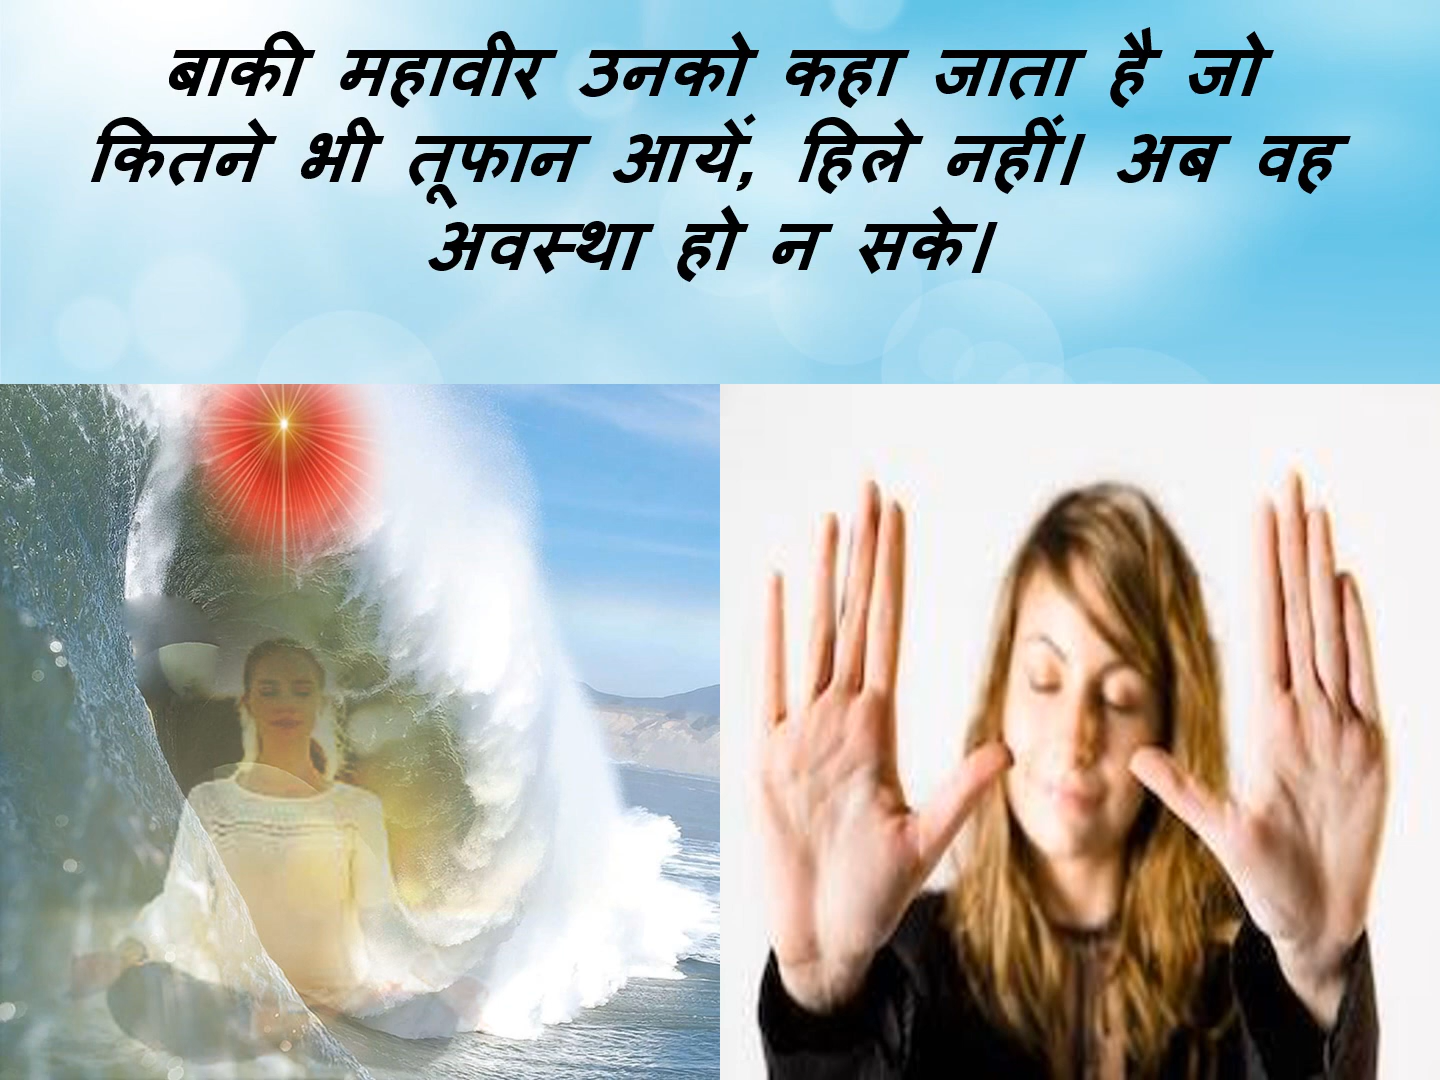 बाकी महावीर उनको कहा जाता है जो
कितने भी तूफान आयें, हिले नहीं। अब वह
अवस्था हो न सके।